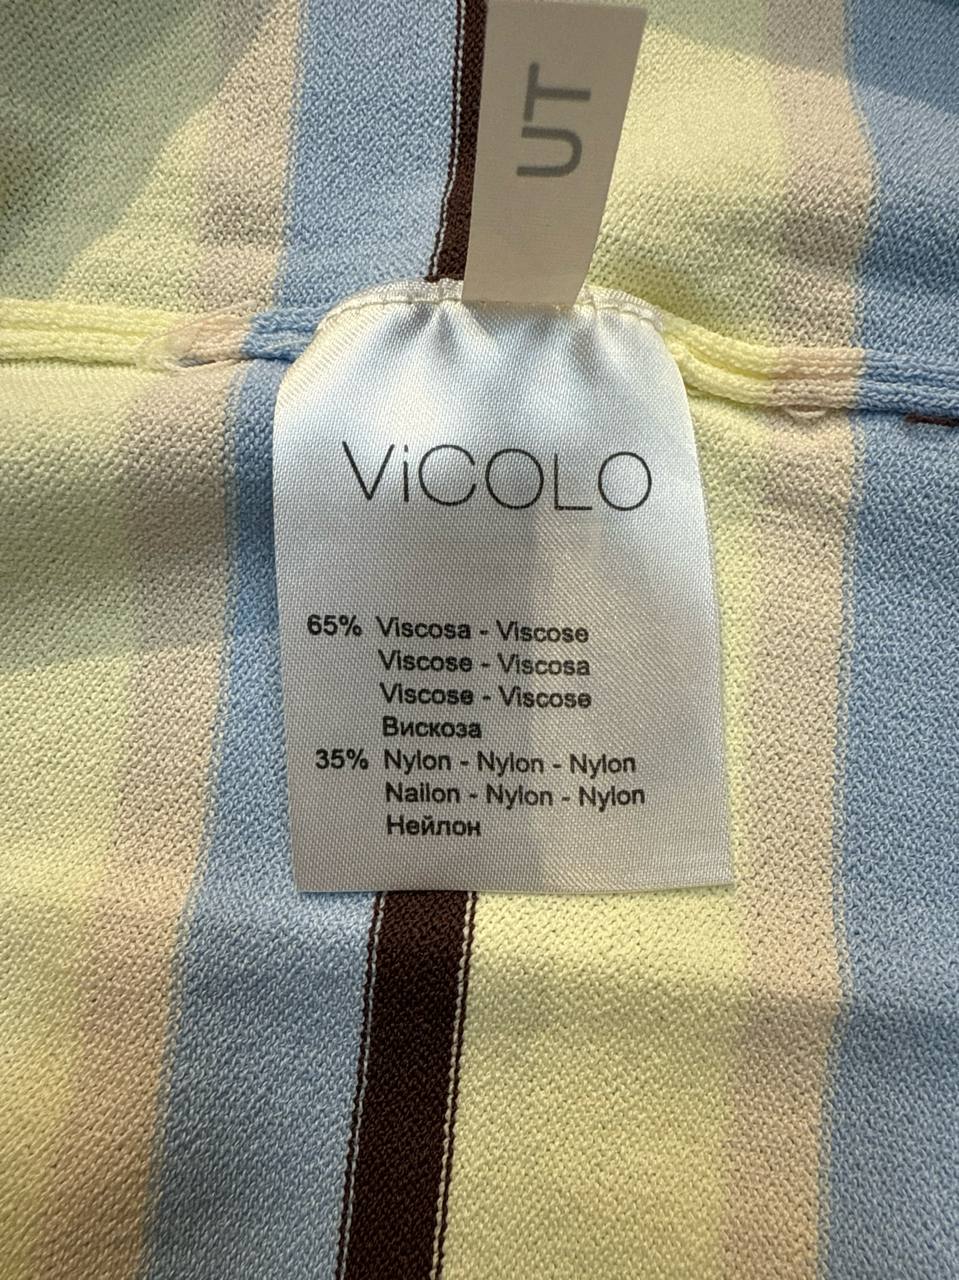 UT
ViCOLO
65% Viscosa - Viscose
Viscose - Viscosa
Viscose - Viscose
Вискоза
35% Nylon - Nylon - Nylon
Nailon - Nylon - Nylon
Нейлон